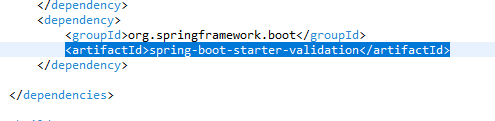 </dependency>
<dependency>
<groupId>org.springframework.boot</groupId>
<artifactId>spring-boot-starter-validation</artifactId>
</dependency>
</dependencies>